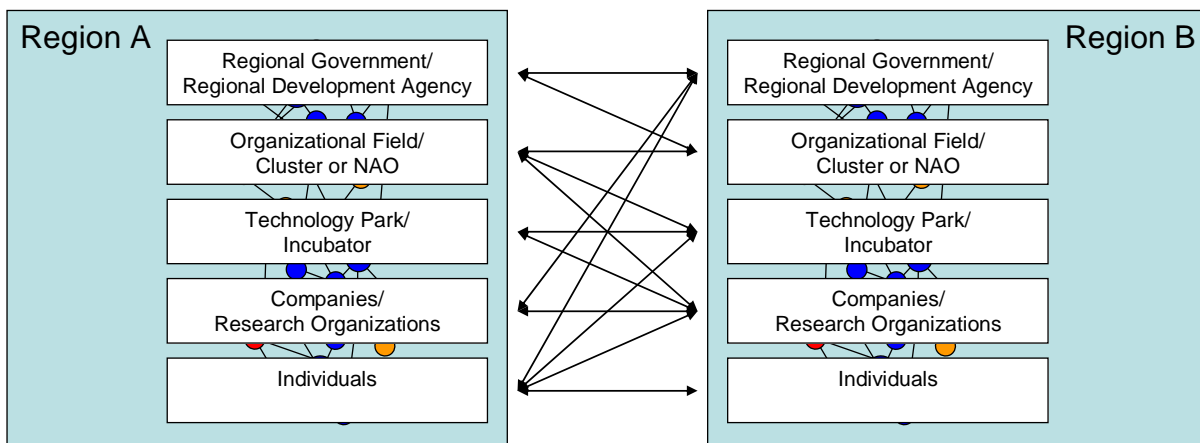 Region A
Regional Government/
Regional Development Agency
Organizational Field/
Cluster or NAO
Technology Park/
Incubator
Companies/
Research Organizations
Individuals
Region B
Regional Government/
Regional Development Agency
Organizational Field/
Cluster or NAO
Technology Park/
Incubator
Companies/
Research Organizations
Individuals